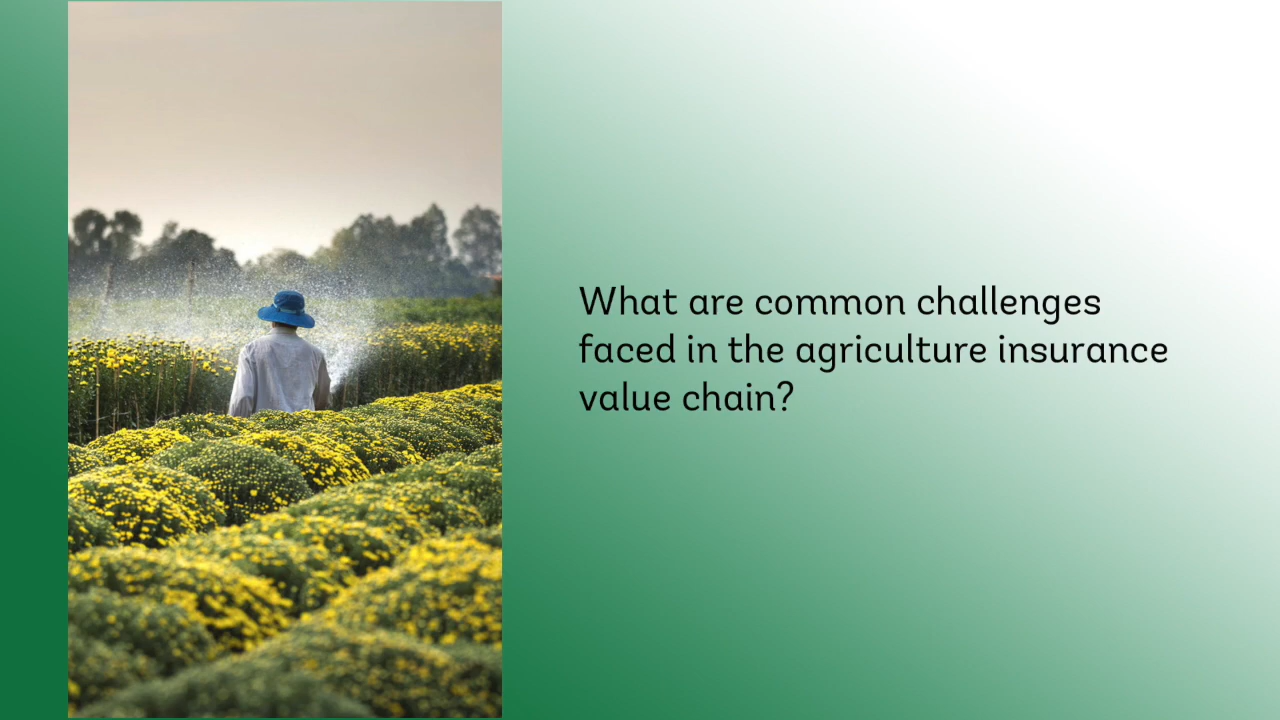 What are common challenges
faced in the agriculture insurance
value chain?